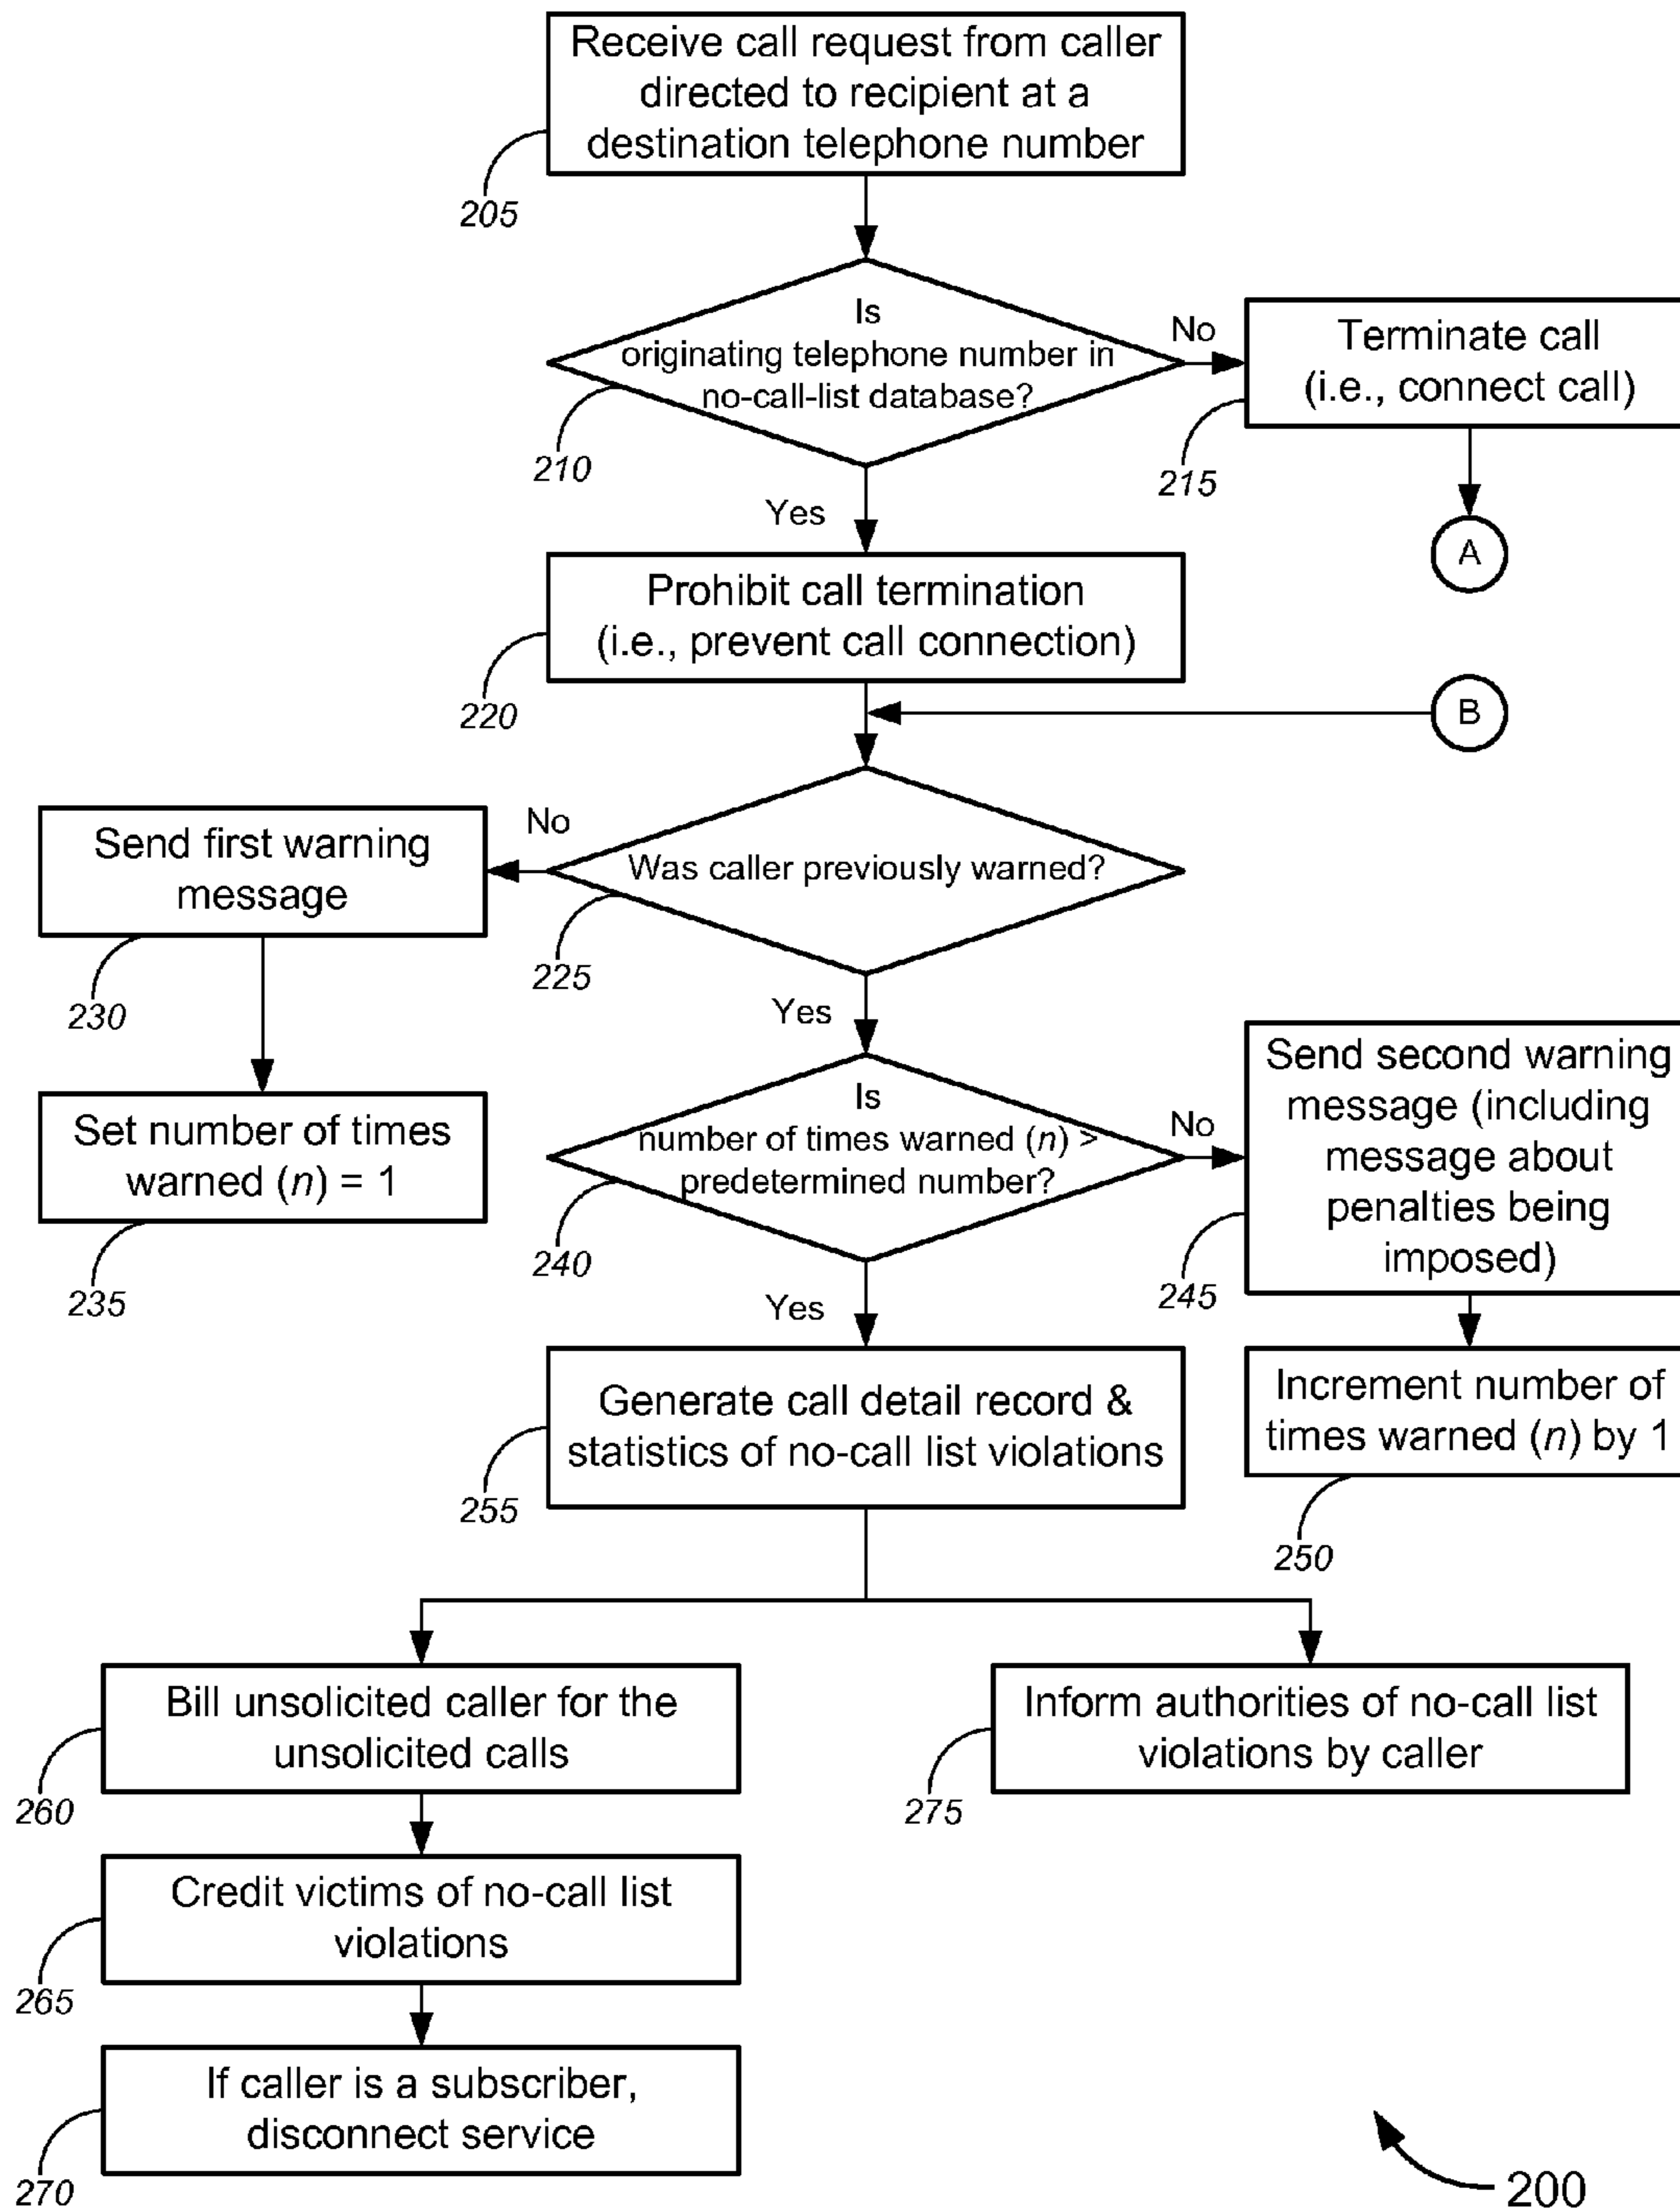 Receive call request from caller
directed to recipient at a
destination telephone number
205
Is
originating telephone number in
no-call-list database?
210
No
Terminate call
(i.e., connect call)
215
A
Yes
Prohibit call termination
(i.e., prevent call connection)
220
B
Was caller previously warned?
225
No
Send first warning
message
230
Set number of times
warned (n) = 1
235
Yes
Is
number of times warned (n) >
predetermined number?
240
No
Send second warning
message (including
message about
penalties being
imposed)
245
Increment number of
times warned (n) by 1
250
Yes
Generate call detail record &
statistics of no-call list violations
255
Bill unsolicited caller for the
unsolicited calls
260
Credit victims of no-call list
violations
265
If caller is a subscriber,
disconnect service
270
Inform authorities of no-call list
violations by caller
275
200